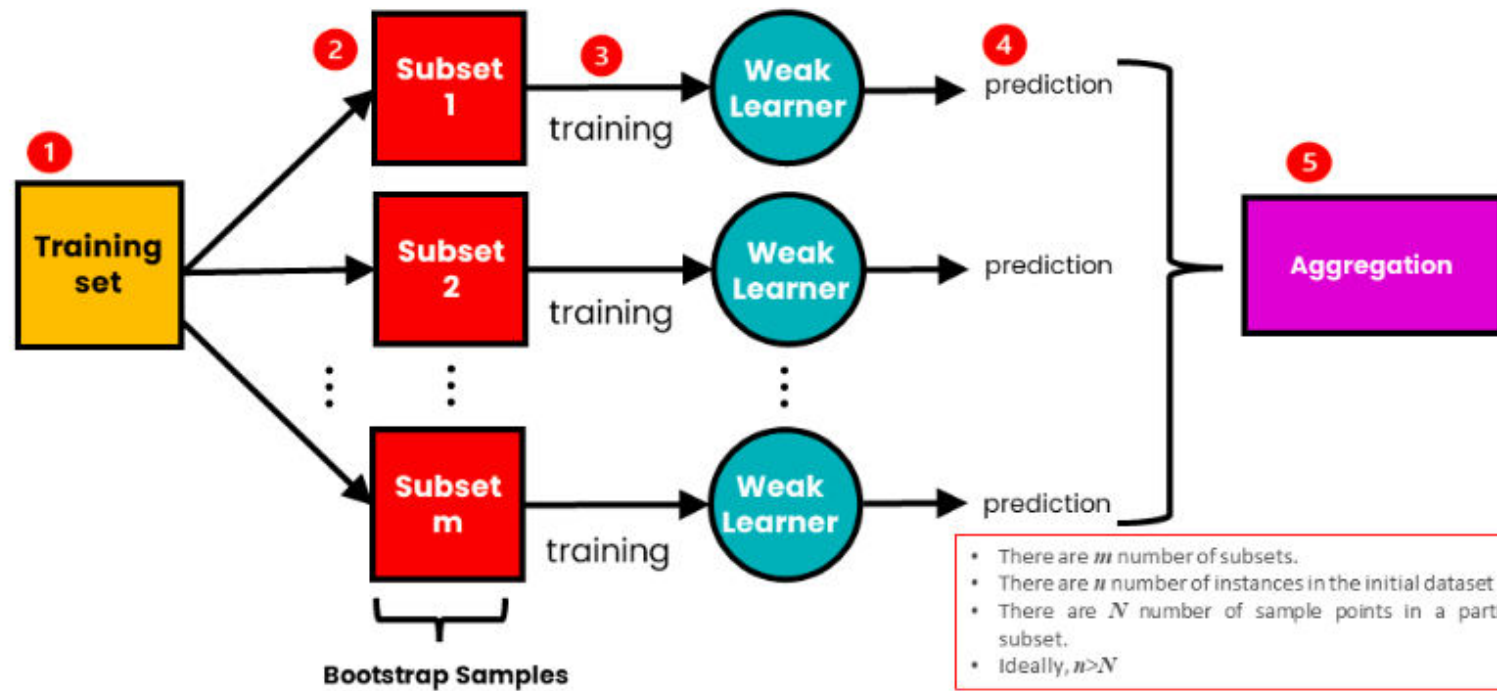 1
Training
set
2
Subset
1
3
training
Weak
Learner
4
prediction
Subset
2
training
Weak
Learner
prediction
Subset
m
training
Weak
Learner
prediction
5
Aggregation
Bootstrap Samples
• There are m number of subsets.
• There are n number of instances in the initial dataset
• There are N number of sample points in a
subset.
• Ideally, n>N